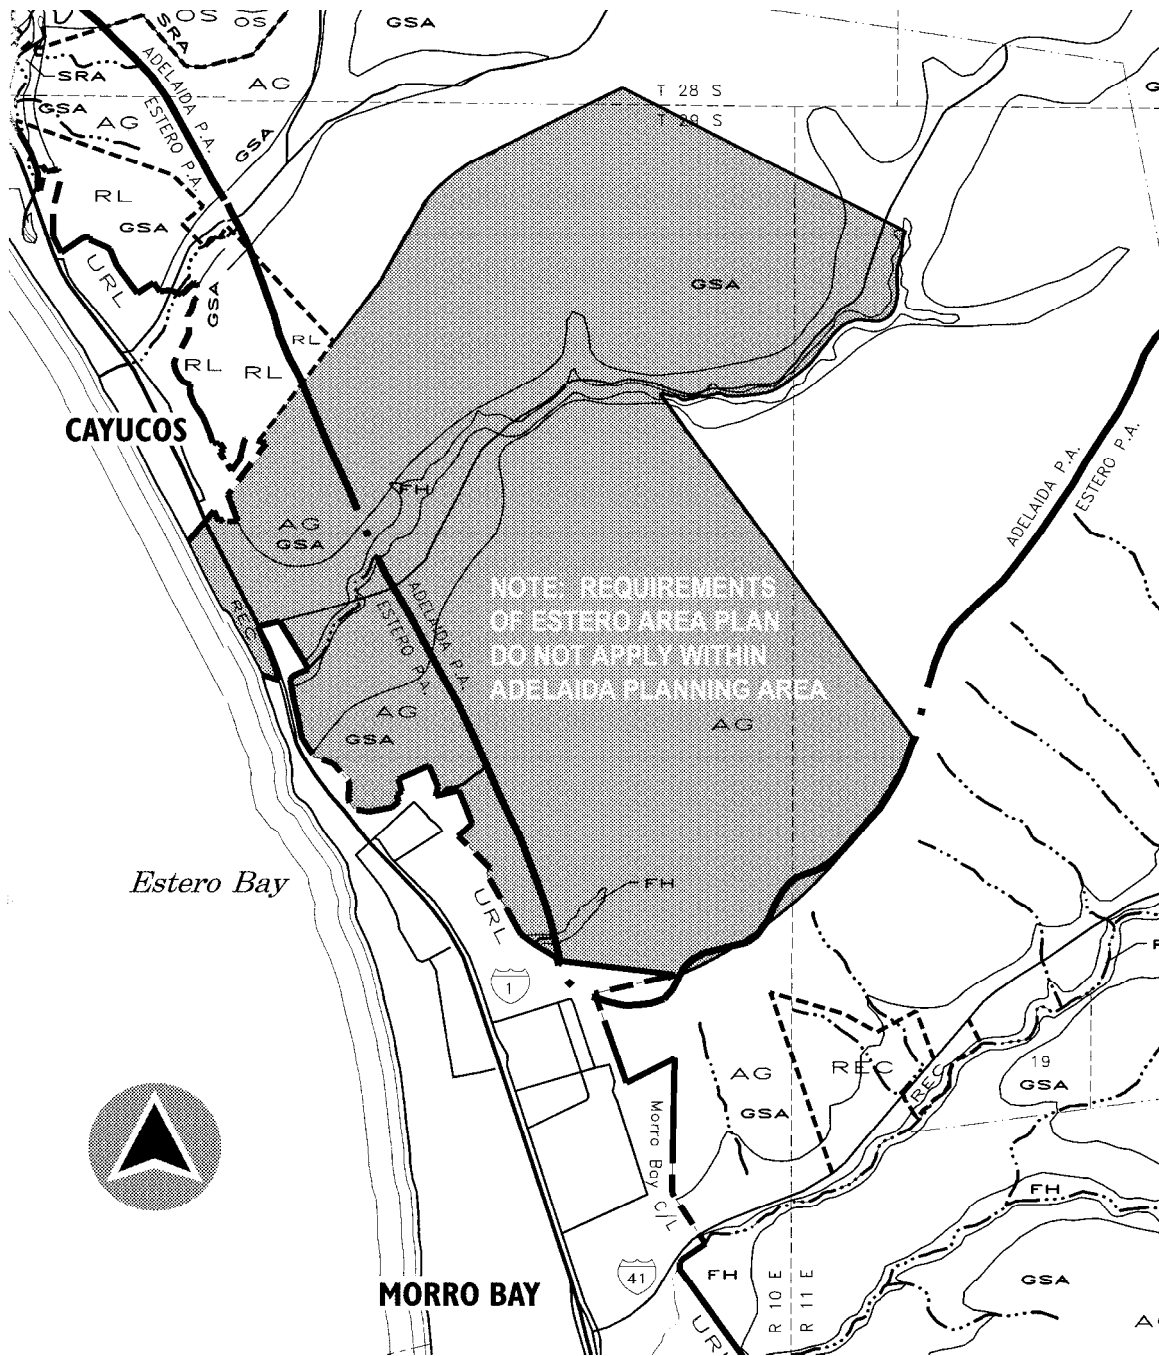 OS
OS
GSA
SRA
SRA
AG
ADELAIDA P.A.
ESTERO P.A.
T 28 S
T 29 S
GSA
AG
GSA
RL
GSA
URL
GSA
GSA
RL
RL
RL
CAYUCOS
FH
AG
GSA
ADELAIDA P.A.
ESTERO P.A.
NOTE: REQUIREMENTS
OF ESTERO AREA PLAN
DO NOT APPLY WITHIN
ADELAIDA PLANNING AREA
ADELAIDA P.A.
ESTERO P.A.
REC
AG
GSA
AG
Estero Bay
FH
URL
1
AG
GSA
REC
REC
19
GSA
Morro Bay C/L
FH
41
FH
GSA
MORRO BAY
R 10 E
R 11 E
URL